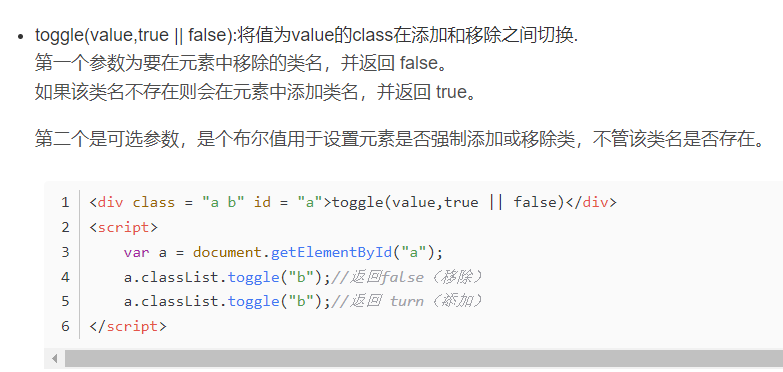 toggle(value,true || false):将值为value的class在添加和移除之间切换.
第一个参数为要在元素中移除的类名，并返回 false。
如果该类名不存在则会在元素中添加类名，并返回 true。
第二个是可选参数，是个布尔值用于设置元素是否强制添加或移除类，不管该类名是否存在。
1 <div class = "a b" id = "a">toggle(value,true || false)</div>
2 <script>
3     var a = document.getElementById("a");
4     a.classList.toggle("b");//返回false（移除）
5     a.classList.toggle("b");//返回 turn（添加）
6 </script>